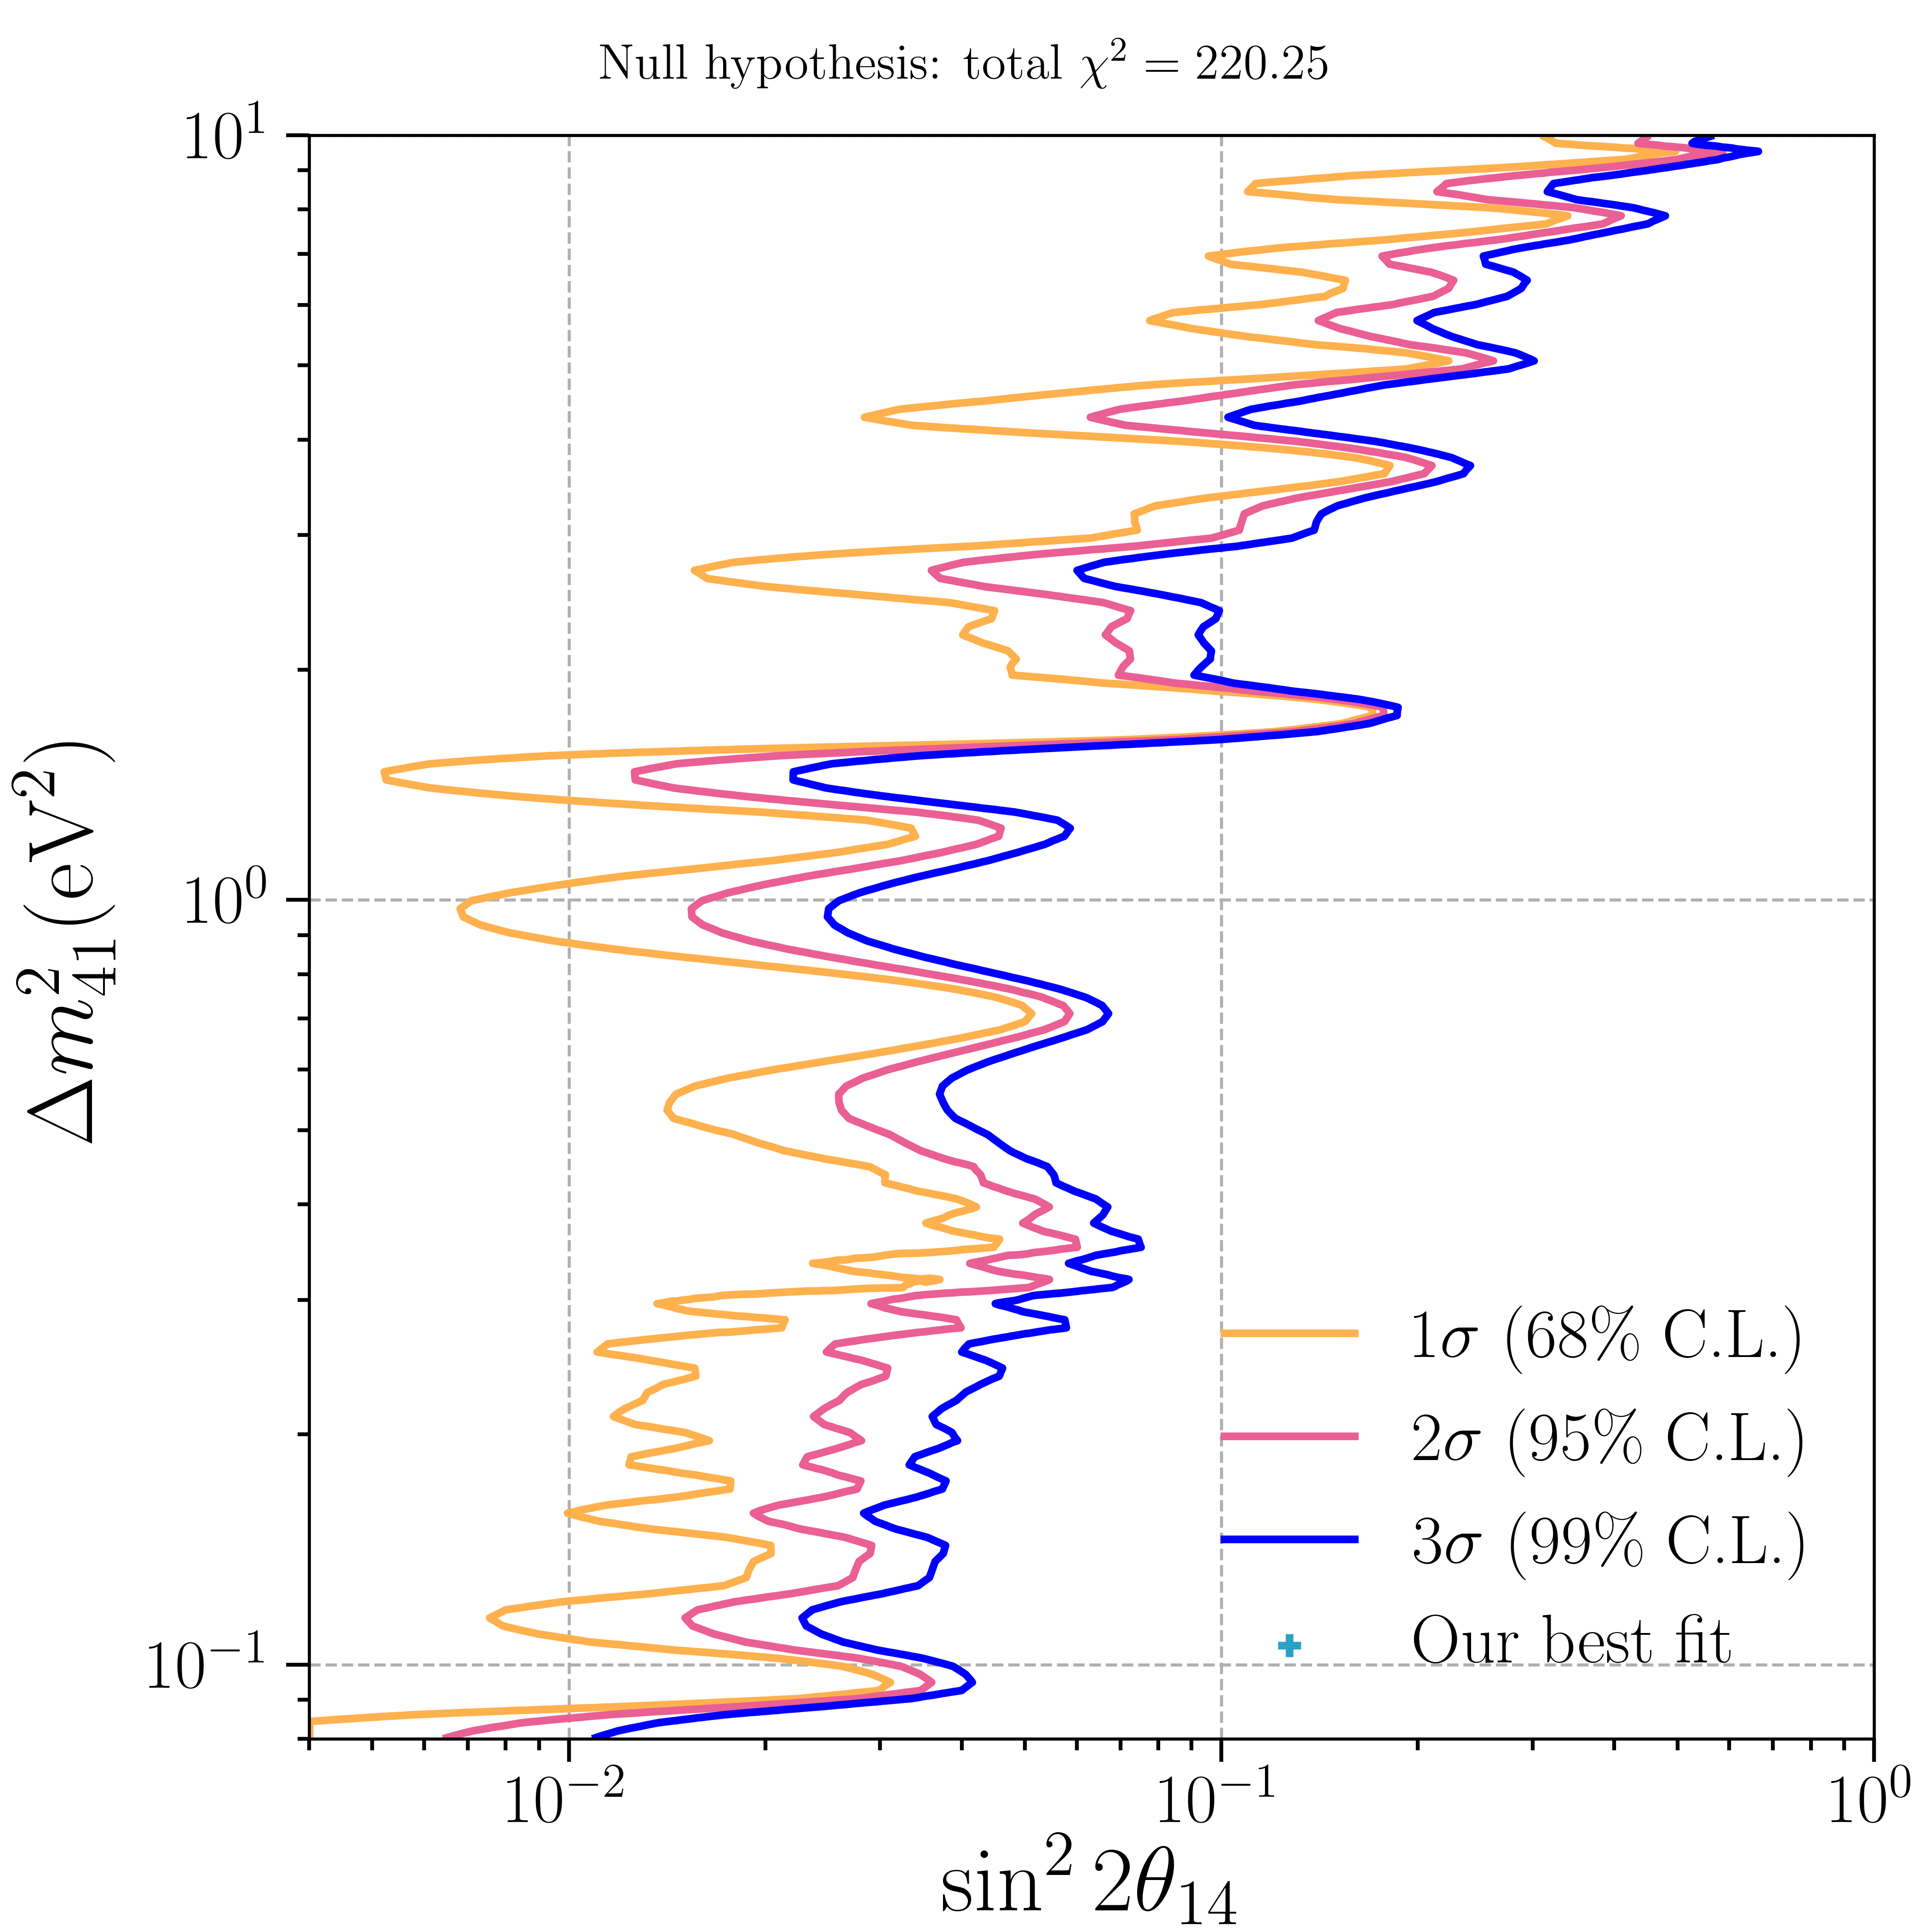 Null hypothesis: total χ² = 220.25
10¹
10⁰
10⁻¹
Δm²₄₁(eV²)
1σ (68% C.L.)
2σ (95% C.L.)
3σ (99% C.L.)
Our best fit
10⁻² 10⁻¹ 10⁰
sin² 2θ₁₄